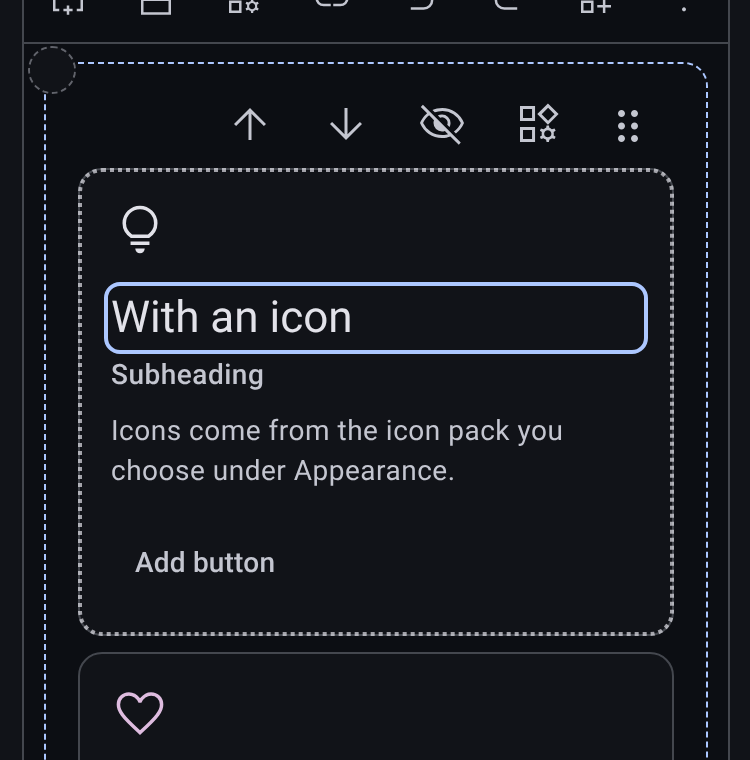 With an icon
Subheading
Icons come from the icon pack you
choose under Appearance.
Add button